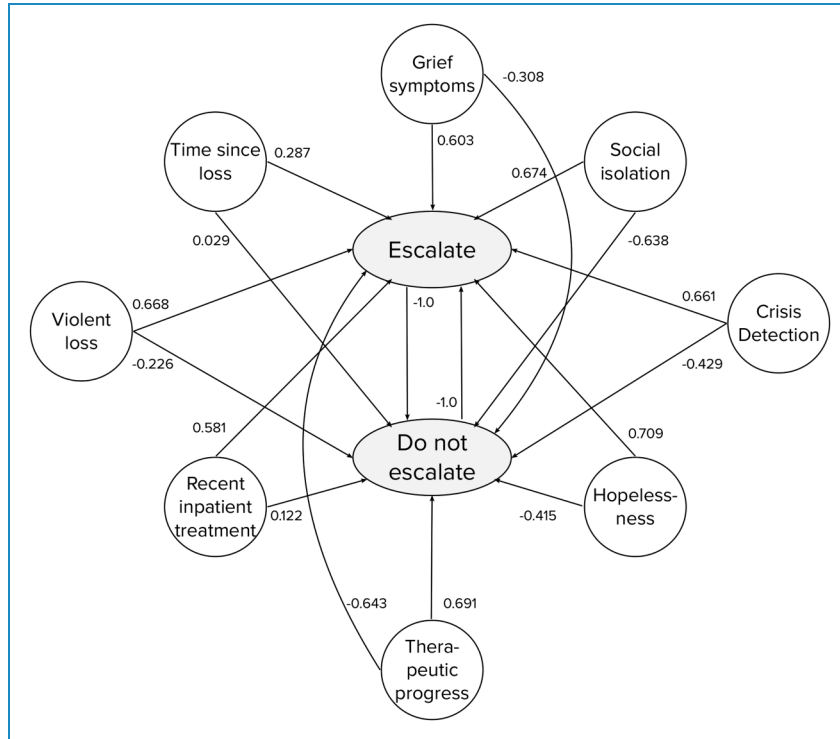 Grief
symptoms
-0.308
0.603
Time since
loss
0.287
Social
isolation
0.674
0.029
-0.638
Escalate
Violent
loss
0.668
-0.226
-1.0
0.661
Crisis
Detection
-0.429
-1.0
0.581
0.709
Do not
escalate
Recent
inpatient
treatment
0.122
Hopeless-
ness
-0.415
-0.643
0.691
Thera-
peutic
progress